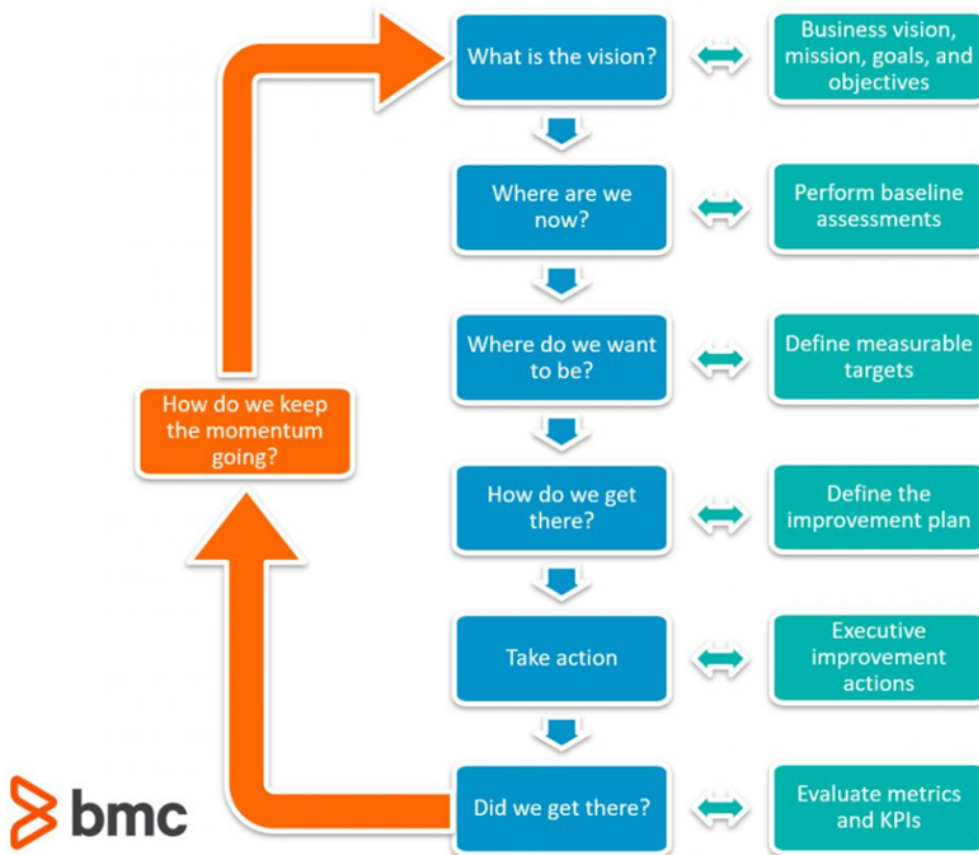 What is the vision?
Business vision,
mission, goals, and
objectives
Where are we
now?
Perform baseline
assessments
Where do we want
to be?
Define measurable
targets
How do we keep
the momentum
going?
How do we get
there?
Define the
improvement plan
Take action
Executive
improvement
actions
Did we get there?
Evaluate metrics
and KPIs
bmc